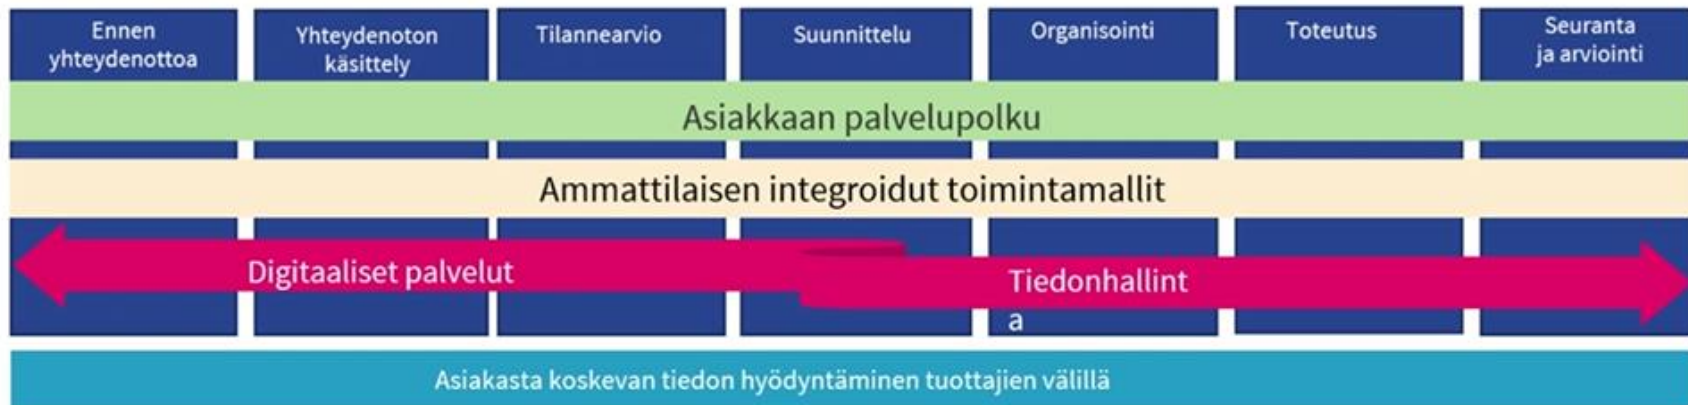 Ennen
yhteydenottoa
Yhteydenoton
käsittely
Tilannearvio
Suunnittelu
Organisointi
Toteutus
Seuranta
ja arviointi
Asiakkaan palvelupolku
Ammattilaisen integroidut toimintamallit
Digitaaliset palvelut
Tiedonhallint
a
Asiakasta koskevan tiedon hyödyntäminen tuottajien välillä